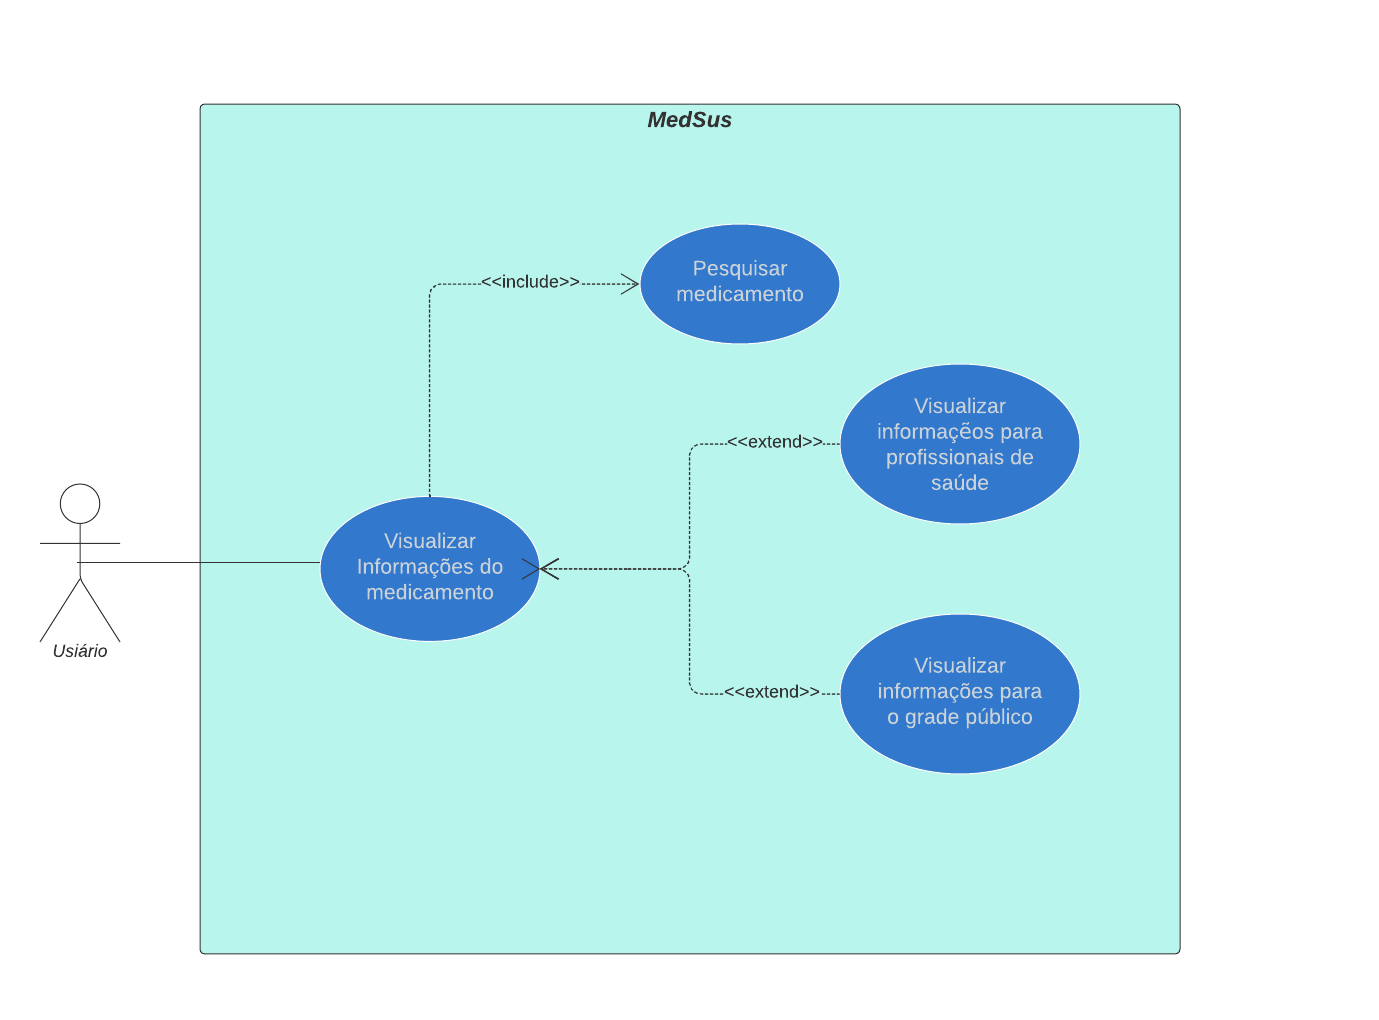 MedSus
Pesquisar
medicamento
<<include>>
Visualizar
informaçẽos para
profissionais de
saúde
<<extend>>
Visualizar
Informações do
medicamento
Usiário
Visualizar
informações para
o grade público
<<extend>>